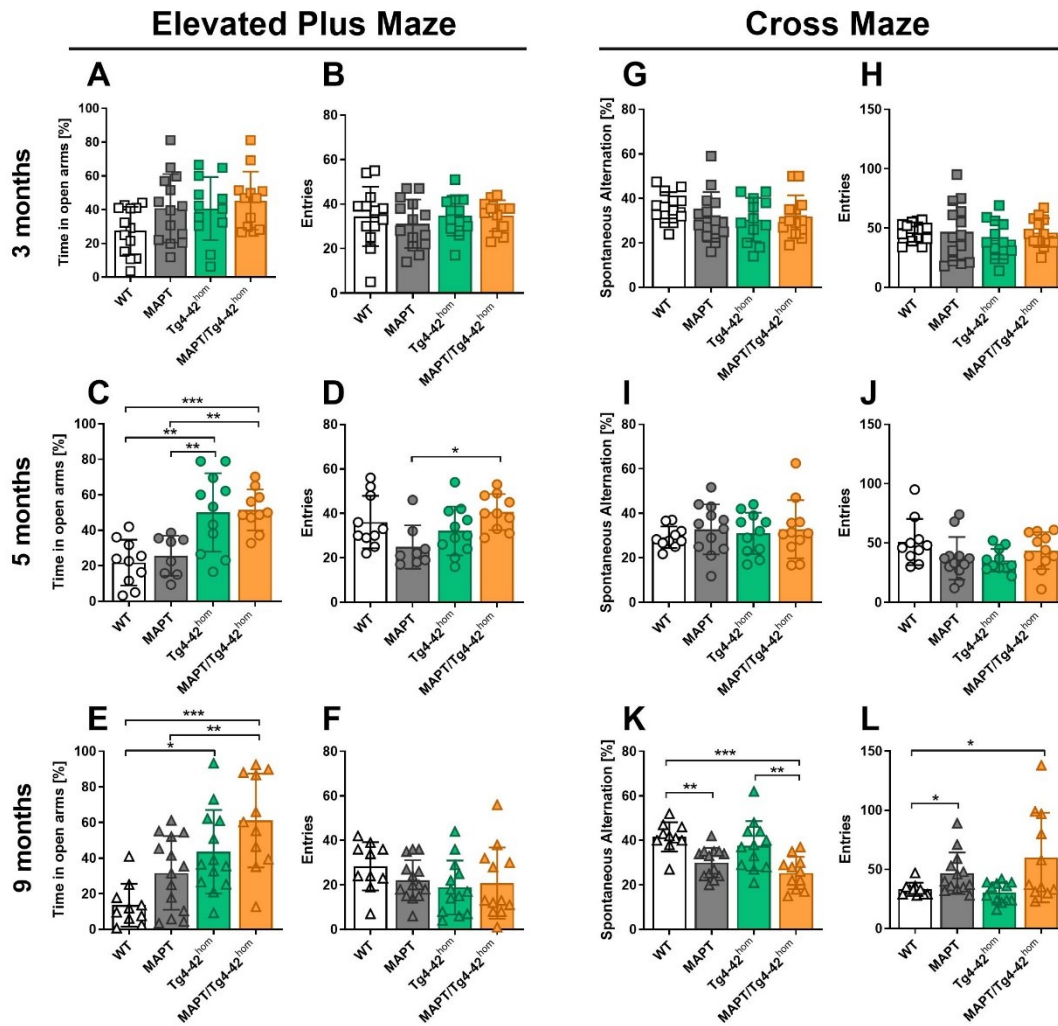 Elevated Plus Maze
Cross Maze
3 months
A
Time in open arms [%]
100
80
60
40
20
0
WT
MAPT
Tg4-42hom
MAPT/Tg4-42hom
B
Entries
80
60
40
20
0
WT
MAPT
Tg4-42hom
MAPT/Tg4-42hom
G
Spontaneous Alternation [%]
80
60
40
20
0
WT
MAPT
Tg4-42hom
MAPT/Tg4-42hom
H
Entries
150
100
50
0
WT
MAPT
Tg4-42hom
MAPT/Tg4-42hom
5 months
C
Time in open arms [%]
100
80
60
40
20
0
***
**
**
**
WT
MAPT
Tg4-42hom
MAPT/Tg4-42hom
D
Entries
80
60
40
20
0
*
WT
MAPT
Tg4-42hom
MAPT/Tg4-42hom
I
Spontaneous Alternation [%]
80
60
40
20
0
WT
MAPT
Tg4-42hom
MAPT/Tg4-42hom
J
Entries
150
100
50
0
WT
MAPT
Tg4-42hom
MAPT/Tg4-42hom
9 months
E
Time in open arms [%]
100
80
60
40
20
0
***
**
*
WT
MAPT
Tg4-42hom
MAPT/Tg4-42hom
F
Entries
80
60
40
20
0
WT
MAPT
Tg4-42hom
MAPT/Tg4-42hom
K
Spontaneous Alternation [%]
80
60
40
20
0
***
**
**
WT
MAPT
Tg4-42hom
MAPT/Tg4-42hom
L
Entries
150
100
50
0
*
*
WT
MAPT
Tg4-42hom
MAPT/Tg4-42hom